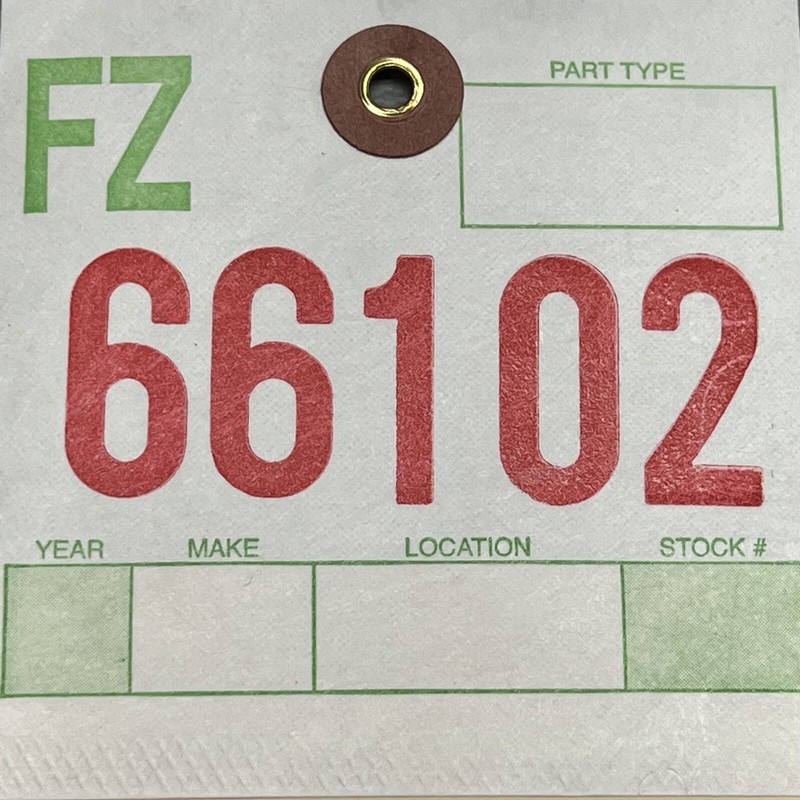 FZ
PART TYPE
66102
YEAR MAKE LOCATION STOCK #